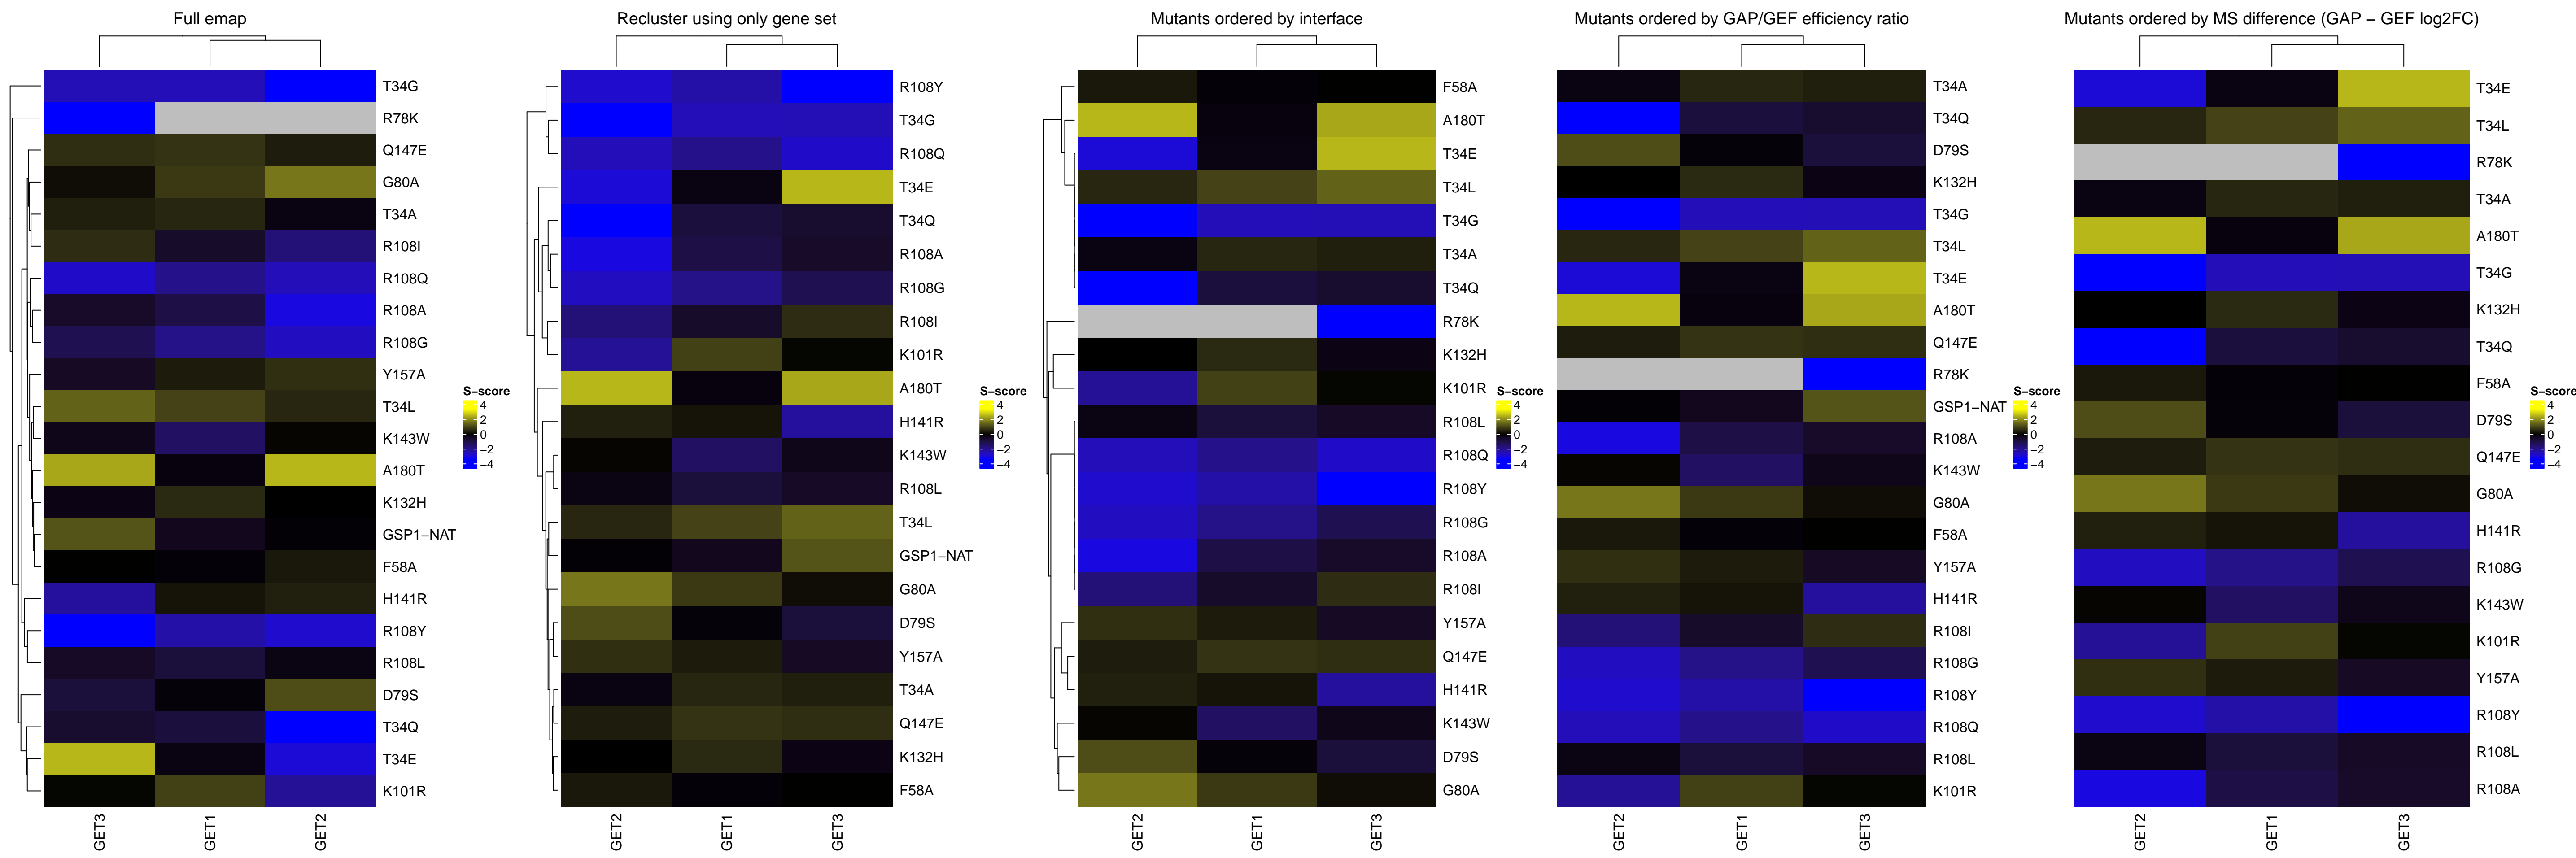 Full emap
T34G
R78K
Q147E
G80A
T34A
R108I
R108Q
R108A
R108G
Y157A
T34L
K143W
A180T
K132H
GSP1−NAT
F58A
H141R
R108Y
R108L
D79S
T34Q
T34E
K101R
GET3
GET1
GET2
S−score
4
2
0
−2
−4
Recluster using only gene set
R108Y
T34G
R108Q
T34E
T34Q
R108A
R108G
R108I
K101R
A180T
H141R
K143W
R108L
T34L
GSP1−NAT
G80A
D79S
Y157A
T34A
Q147E
K132H
F58A
GET2
GET1
GET3
S−score
4
2
0
−2
−4
Mutants ordered by interface
F58A
A180T
T34E
T34L
T34G
T34A
T34Q
R78K
K132H
K101R
R108L
R108Q
R108Y
R108G
R108A
R108I
Y157A
Q147E
H141R
K143W
D79S
G80A
GET2
GET1
GET3
S−score
4
2
0
−2
−4
Mutants ordered by GAP/GEF efficiency ratio
T34A
T34Q
D79S
K132H
T34G
T34L
T34E
A180T
Q147E
R78K
GSP1−NAT
R108A
K143W
G80A
F58A
Y157A
H141R
R108I
R108G
R108Y
R108Q
R108L
K101R
GET2
GET1
GET3
S−score
4
2
0
−2
−4
Mutants ordered by MS difference (GAP − GEF log2FC)
T34E
T34L
R78K
T34A
A180T
T34G
K132H
T34Q
F58A
D79S
Q147E
G80A
H141R
R108G
K143W
K101R
Y157A
R108Y
R108L
R108A
GET2
GET1
GET3
S−score
4
2
0
−2
−4